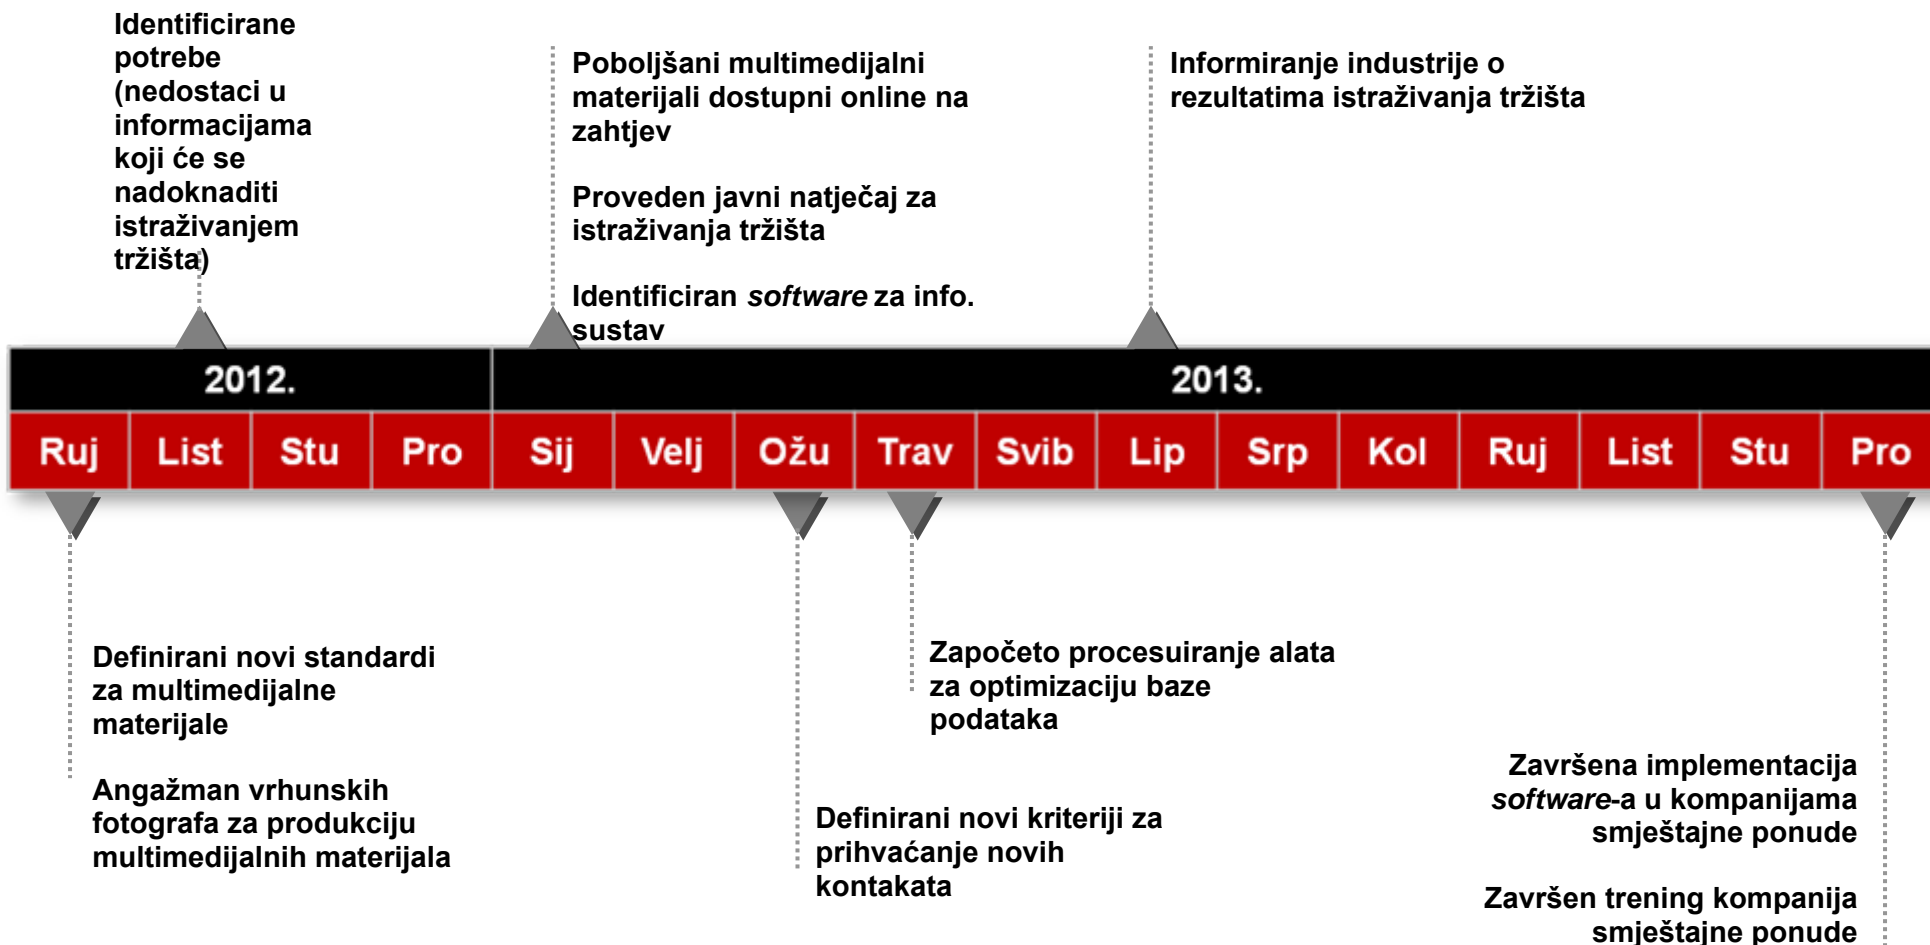 Identificirane
potrebe
(nedostaci u
informacijama
koji će se
nadoknaditi
istraživanjem
tržišta)
Poboljšani multimedijalni
materijali dostupni online na
zahtjev
Proveden javni natječaj za
istraživanja tržišta
Identificiran software za info.
sustav
Informiranje industrije o
rezultatima istraživanja tržišta
2012. 2013.
Ruj List Stu Pro Sij Velj Ožu Trav Svib Lip Srp Kol Ruj List Stu Pro
Definirani novi standardi
za multimedijalne
materijale
Angažman vrhunskih
fotografa za produkciju
multimedijalnih materijala
Započeto procesuiranje alata
za optimizaciju baze
podataka
Definirani novi kriteriji za
prihvaćanje novih
kontakata
Završena implementacija
software-a u kompanijama
smještajne ponude
Završen trening kompanija
smještajne ponude